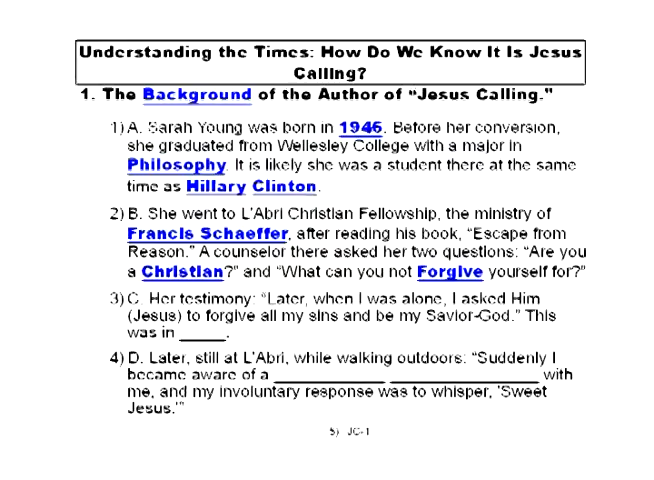 Understanding the Times: How Do We Know It Is Jesus
Calling?
1. The Background of the Author of “Jesus Calling.”
1) A. Sarah Young was born in 1946. Before her conversion,
she graduated from Wellesley College with a major in
Philosophy. It is likely she was a student there at the same
time as Hillary Clinton.
2) B. She went to L’Abri Christian Fellowship, the ministry of
Francis Schaeffer, after reading his book, “Escape from
Reason.” A counselor there asked her two questions: “Are you
a Christian?” and “What can you not Forgive yourself for?”
3) C. Her testimony: “Later, when I was alone, I asked Him
(Jesus) to forgive all my sins and be my Savior-God.” This
was in _____.
4) D. Later, still at L’Abri, while walking outdoors: “Suddenly I
became aware of a ____________ ________________ with
me, and my involuntary response was to whisper, ‘Sweet
Jesus.’”
5) JC-1